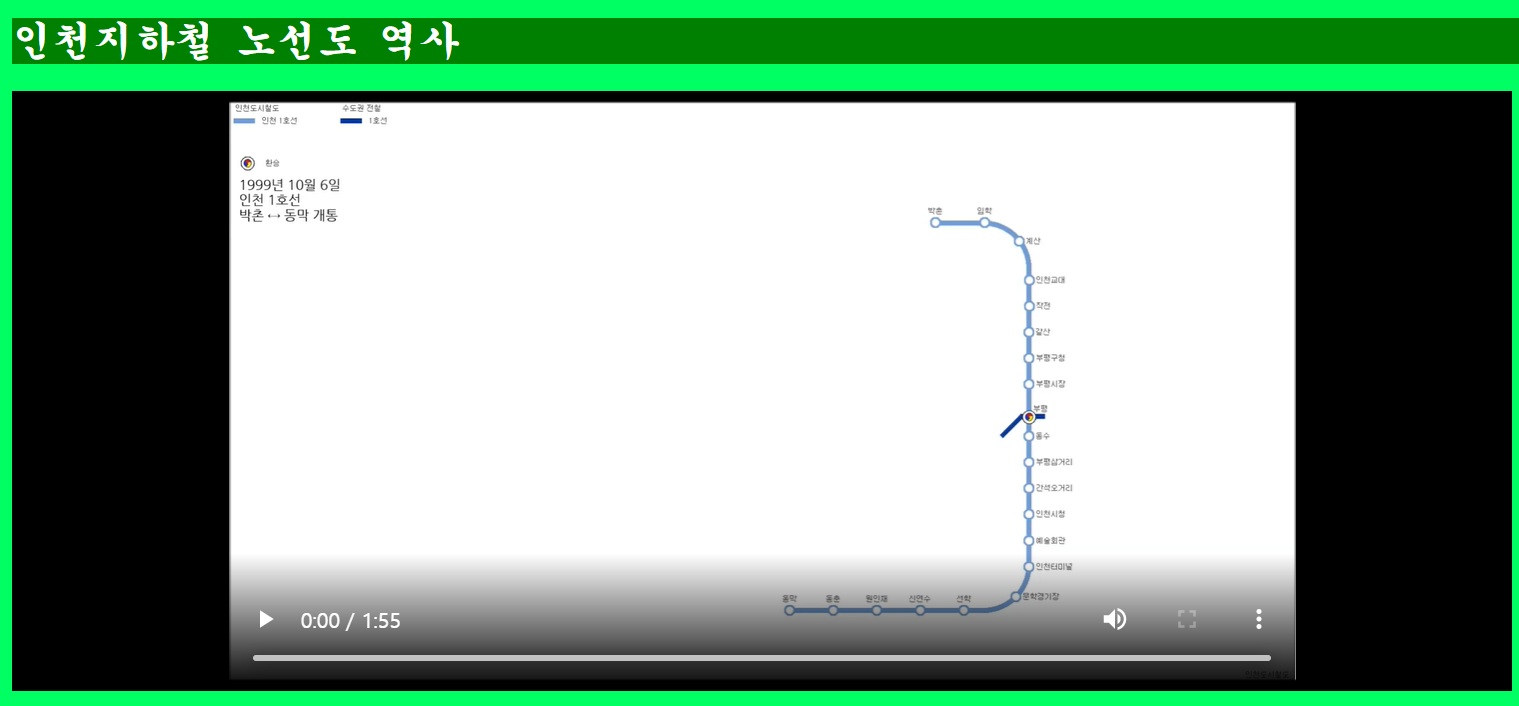 인천지하철 노선도 역사
인천도시철도 수도권 전철
인천 1호선 1호선
환승
1999년 10월 6일
인천 1호선
박촌 ↔ 동막 개통
박촌 임학
계산
인천교대
작전
갈산
부평구청
부평시장
부평
동수
부평삼거리
간석오거리
인천시청
예술회관
인천터미널
문학경기장
동막 동춘 원인재 신연수 선학
0:00 / 1:55
인천도시철도